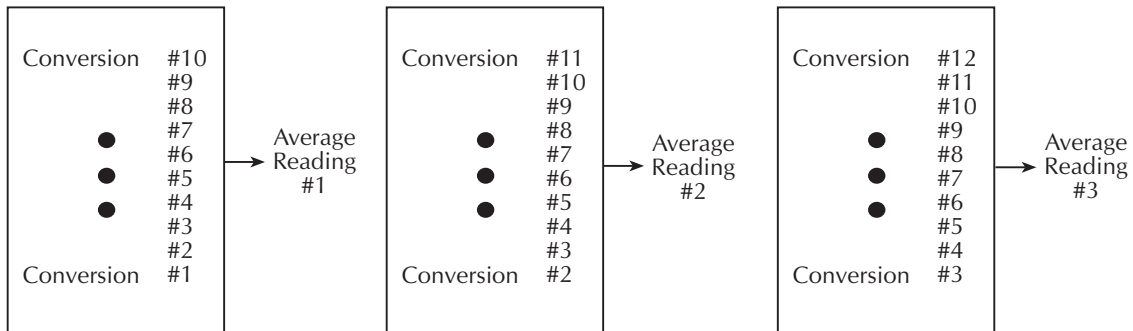 Conversion #10
#9
#8
#7
#6
#5
#4
#3
#2
Conversion #1
Average
Reading
#1
Conversion #11
#10
#9
#8
#7
#6
#5
#4
#3
Conversion #2
Average
Reading
#2
Conversion #12
#11
#10
#9
#8
#7
#6
#5
#4
Conversion #3
Average
Reading
#3